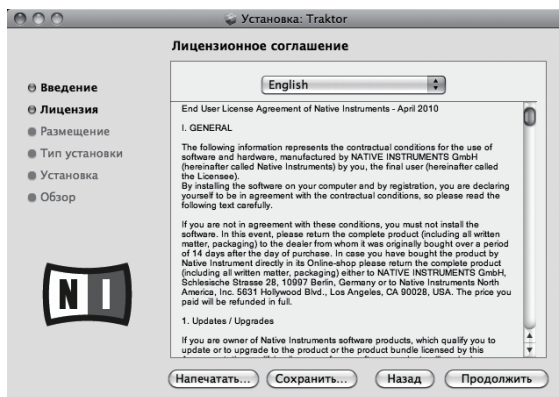 Установка: Traktor
Лицензионное соглашение
Введение
Лицензия
Размещение
Тип установки
Установка
Обзор
NI
English
End User License Agreement of Native Instruments - April 2010
I. GENERAL
The following information represents the contractual conditions for the use of
software and hardware, manufactured by NATIVE INSTRUMENTS GmbH
(hereinafter called Native Instruments) by you, the final user (hereinafter called
the Licensee).
By installing the software on your computer and by registration, you are declaring
yourself to be in agreement with the contractual conditions, so please read the
following text carefully.
If you are not in agreement with these conditions, you must not install the
software. In this event, please return the complete product (including all written
matter, packaging) to the dealer from whom it was originally bought over a period
of 14 days after the day of purchase. In case you have bought the product by
Native Instrument directly in its Online-shop please return the complete product
(including all written matter, packaging) either to NATIVE INSTRUMENTS GmbH,
Schlesische Strasse 28, 10997 Berlin, Germany or to Native Instruments North
America, Inc. 5631 Hollywood Blvd., Los Angeles, CA 90028, USA. The price you
paid will be refunded in full.
1. Updates / Upgrades
If you are owner of Native Instruments software products, which qualify you to
update or to upgrade to the product or the product bundle licensed by this
Напечатать... Сохранить... Назад Продолжить